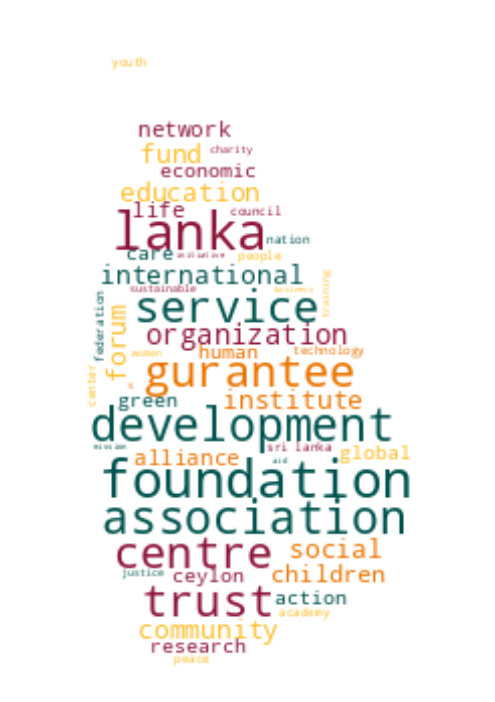 youth
network
fund charity
economic
education
life council
lanka nation
care initiative people
international
sustainable business
training
service
federation
forum
organization
women human technology
gurantee
center
green institute
development
mission sri lanka
alliance aid global
foundation
association
centre social
justice ceylon children
trust action
academy
community
research
peace